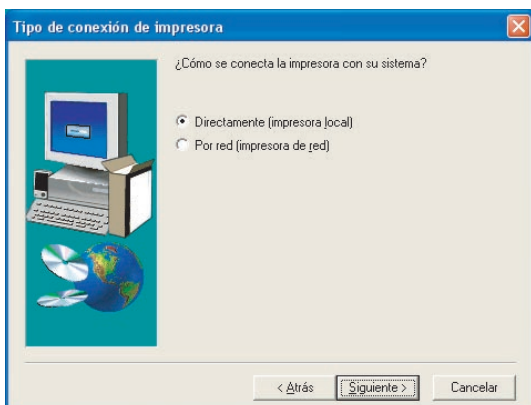 Tipo de conexión de impresora
¿Cómo se conecta la impresora con su sistema?
Directamente (impresora local)
Por red (impresora de red)
< Atrás
Siguiente >
Cancelar